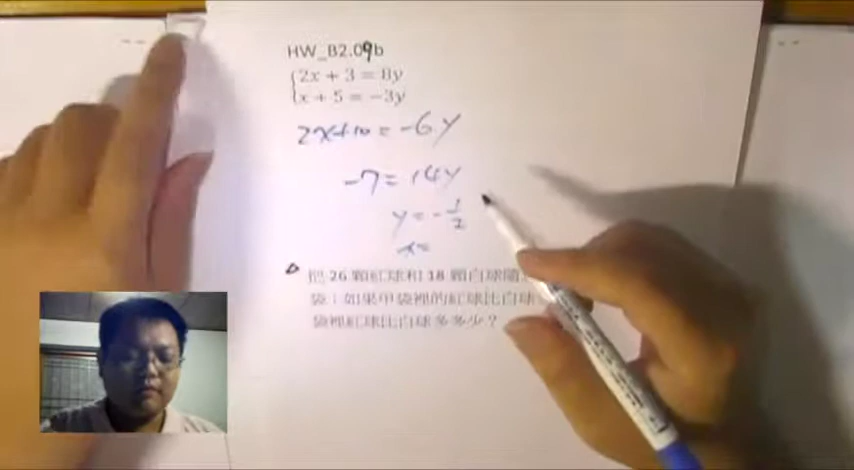 HW_B2.09b
2x + 3 = 8y
x + 5 = −3y
2x+10 = -6y
-7 = 14y
y = - 1/2
x =
把 26 顆紅球和 18 顆白球隨
袋；如果甲袋裡的紅球比白球
袋裡紅球比白球多多少？